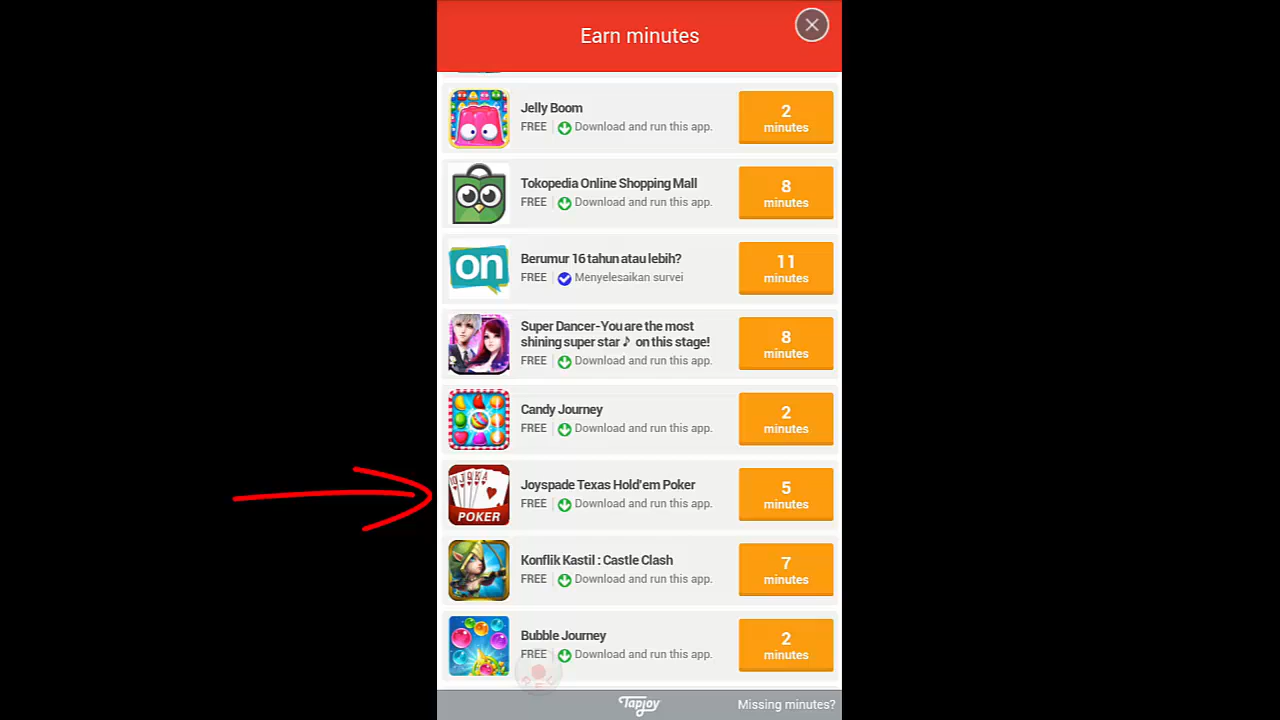 Earn minutes
Jelly Boom
FREE Download and run this app.
2
minutes
Tokopedia Online Shopping Mall
FREE Download and run this app.
8
minutes
on
Berumur 16 tahun atau lebih?
FREE Menyelesaikan survei
11
minutes
Super Dancer-You are the most
shining super star♪ on this stage!
FREE Download and run this app.
8
minutes
Candy Journey
FREE Download and run this app.
2
minutes
POKER
Joyspade Texas Hold'em Poker
FREE Download and run this app.
5
minutes
Konflik Kastil : Castle Clash
FREE Download and run this app.
7
minutes
Bubble Journey
FREE Download and run this app.
2
minutes
Tapjoy
Missing minutes?